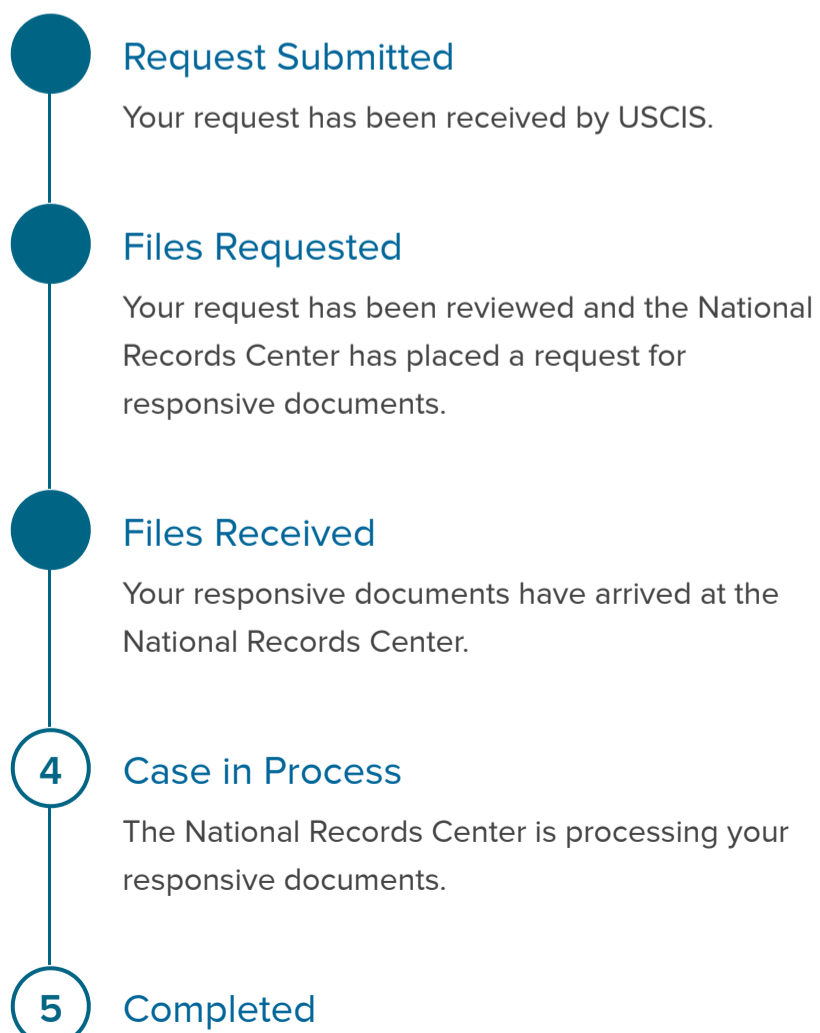 Request Submitted
Your request has been received by USCIS.
Files Requested
Your request has been reviewed and the National
Records Center has placed a request for
responsive documents.
Files Received
Your responsive documents have arrived at the
National Records Center.
4 Case in Process
The National Records Center is processing your
responsive documents.
5 Completed